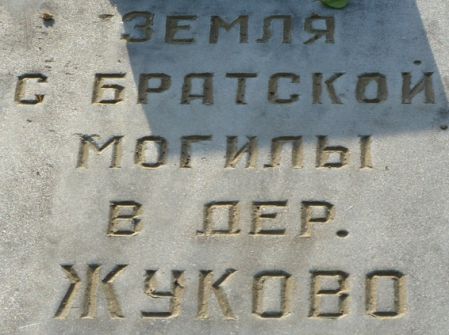 ЗЕМЛЯ
С БРАТСКОЙ
МОГИЛЫ
В ДЕР.
ЖУКОВО